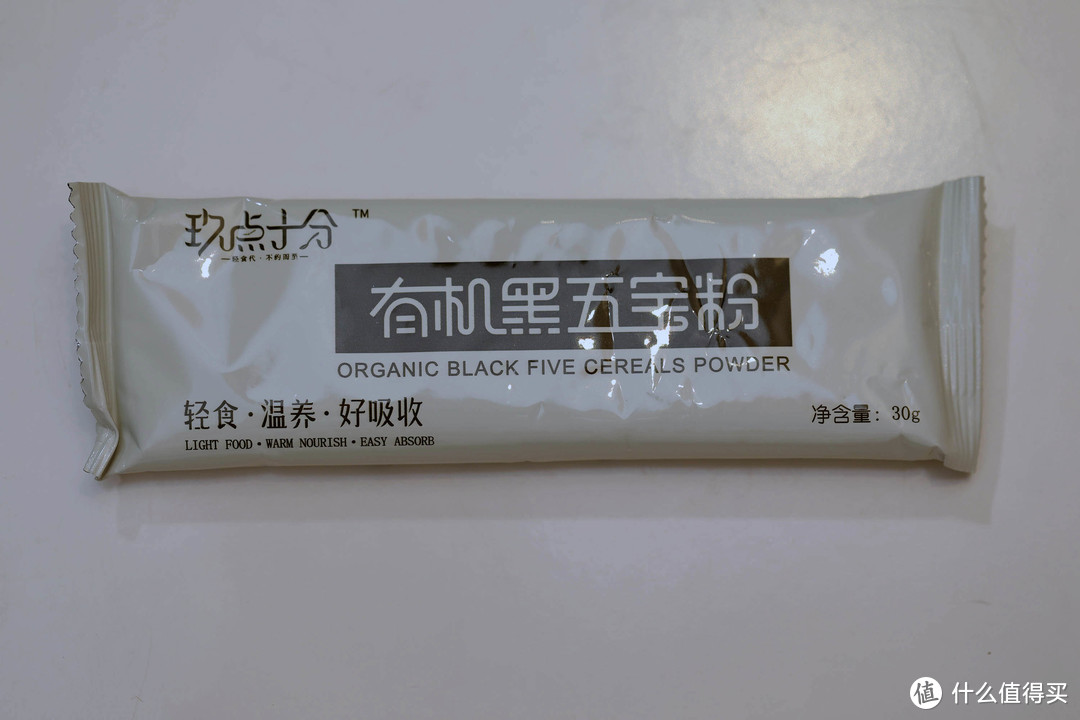 玖点十分 TM
有机黑五宝粉
ORGANIC BLACK FIVE CEREALS POWDER
轻食·温养·好吸收
LIGHT FOOD·WARM NOURISH·EASY ABSORB
净含量：30g
值 什么值得买